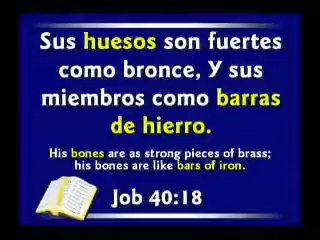 Sus huesos son fuertes
como bronce, Y sus
miembros como barras
de hierro.
His bones are as strong pieces of brass;
his bones are like bars of iron.
Job 40:18